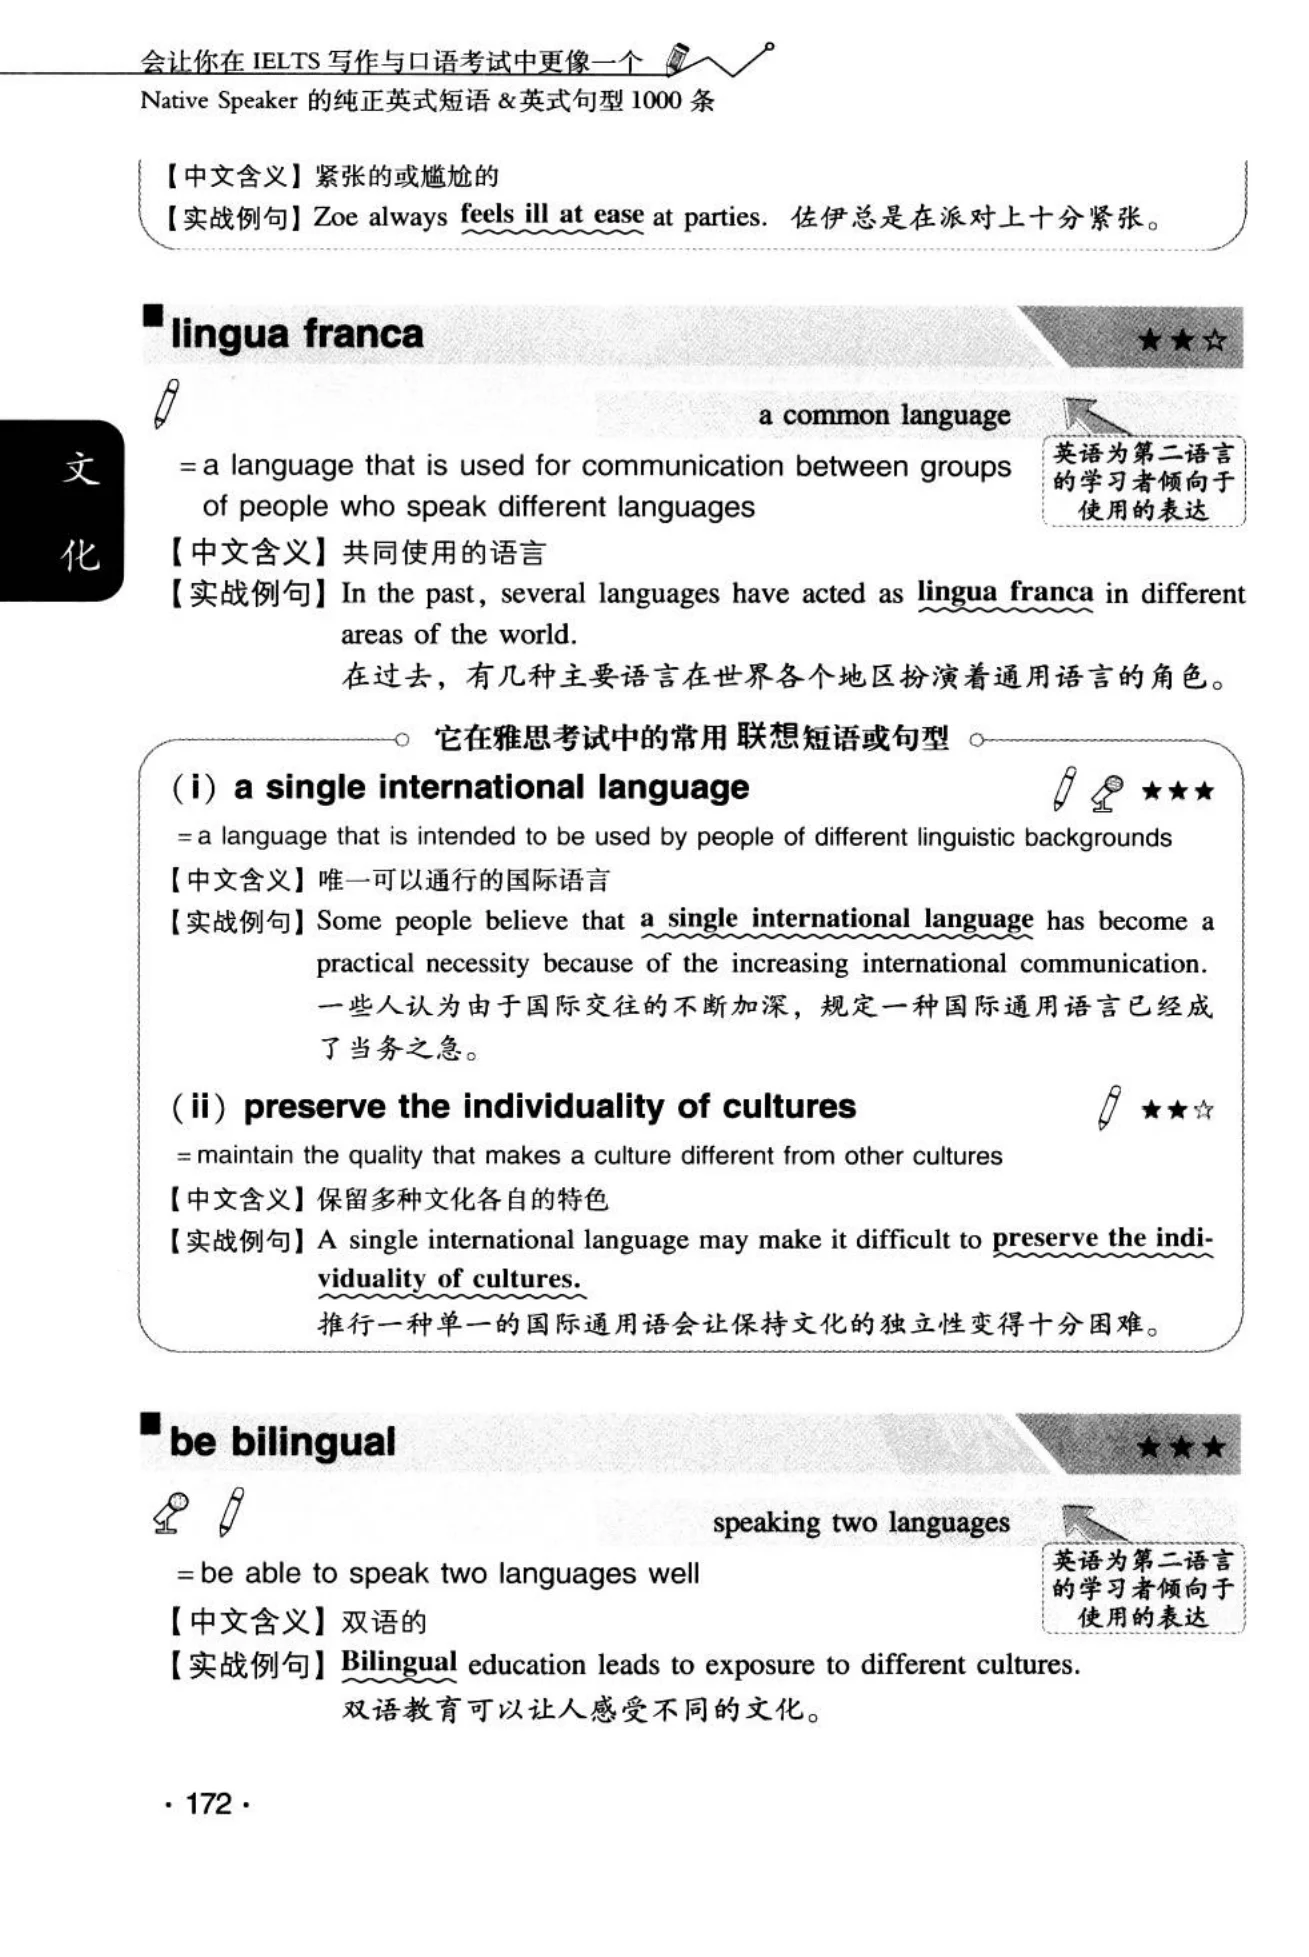 会让你在 IELTS 写作与口语考试中更像一个
Native Speaker 的纯正英式短语 & 英式句型 1000 条
【中文含义】紧张的或尴尬的
【实战例句】Zoe always feels ill at ease at parties. 佐伊总是在派对上十分紧张。
lingua franca ★★☆
a common language
英语为第二语言
的学习者倾向于
使用的表达
= a language that is used for communication between groups
of people who speak different languages
文
化
【中文含义】共同使用的语言
【实战例句】In the past, several languages have acted as lingua franca in different
areas of the world.
在过去，有几种主要语言在世界各个地区扮演着通用语言的角色。
它在雅思考试中的常用联想短语或句型
(i) a single international language ★★★
= a language that is intended to be used by people of different linguistic backgrounds
【中文含义】唯一可以通行的国际语言
【实战例句】Some people believe that a single international language has become a
practical necessity because of the increasing international communication.
一些人认为由于国际交往的不断加深，规定一种国际通用语言已经成
了当务之急。
(ii) preserve the individuality of cultures ★★☆
= maintain the quality that makes a culture different from other cultures
【中文含义】保留多种文化各自的特色
【实战例句】A single international language may make it difficult to preserve the indi-
viduality of cultures.
推行一种单一的国际通用语会让保持文化的独立性变得十分困难。
be bilingual ★★★
speaking two languages
英语为第二语言
的学习者倾向于
使用的表达
= be able to speak two languages well
【中文含义】双语的
【实战例句】Bilingual education leads to exposure to different cultures.
双语教育可以让人感受不同的文化。
· 172 ·